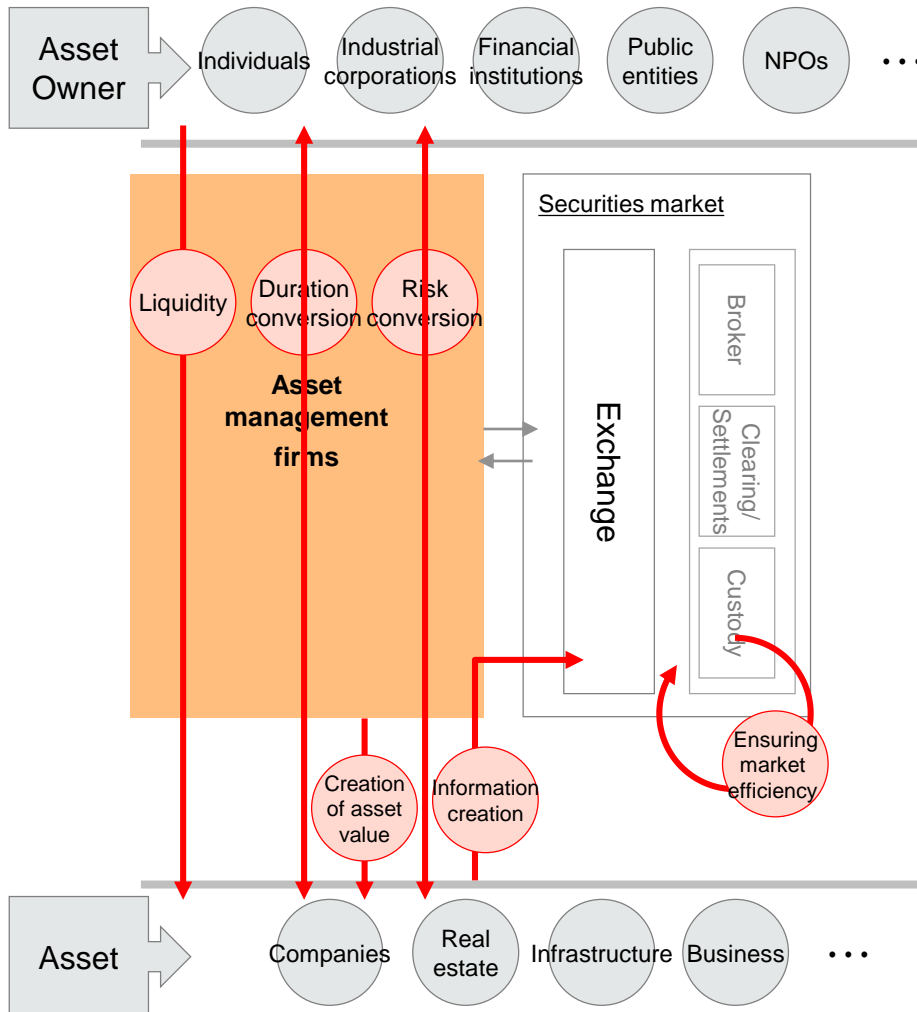 Asset
Owner
Individuals
Industrial
corporations
Financial
institutions
Public
entities
NPOs
...
Securities market
Liquidity
Duration
conversion
Risk
conversion
Asset
management
firms
Exchange
Broker
Clearing/
Settlements
Custody
Creation
of asset
value
Information
creation
Ensuring
market
efficiency
Asset
Companies
Real
estate
Infrastructure
Business
...